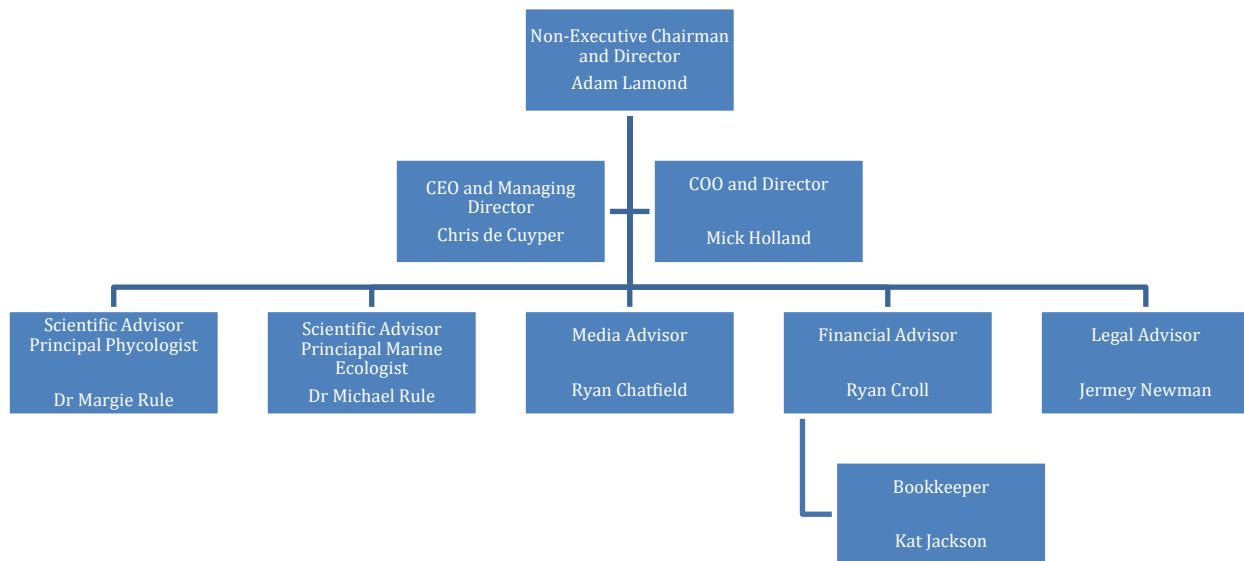 Non-Executive Chairman
and Director
Adam Lamond
CEO and Managing
Director
Chris de Cuyper
COO and Director
Mick Holland
Scientific Advisor
Principal Phycologist
Dr Margie Rule
Scientific Advisor
Princiapal Marine
Ecologist
Dr Michael Rule
Media Advisor
Ryan Chatfield
Financial Advisor
Ryan Croll
Legal Advisor
Jermey Newman
Bookkeeper
Kat Jackson